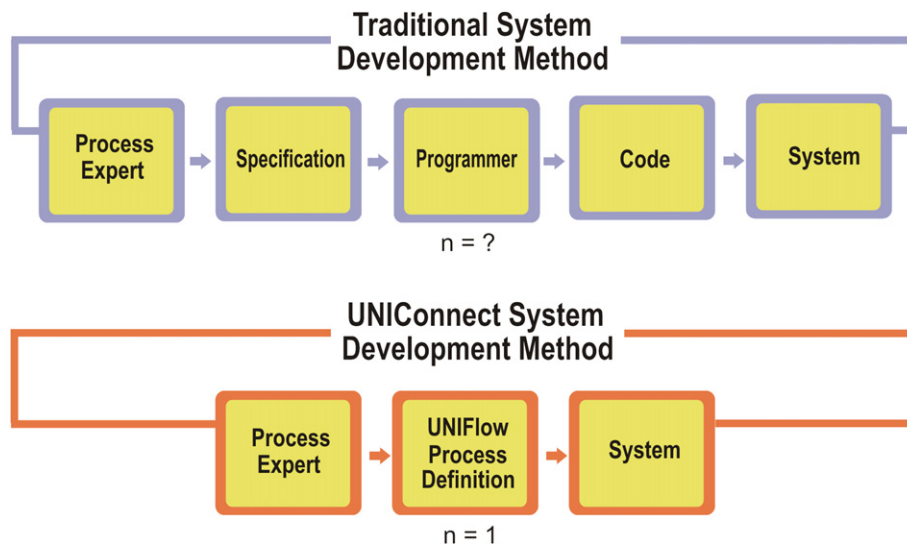 Traditional System
Development Method
Process
Expert
Specification
Programmer
Code
System
n = ?
UNIConnect System
Development Method
Process
Expert
UNIFlow
Process
Definition
System
n = 1